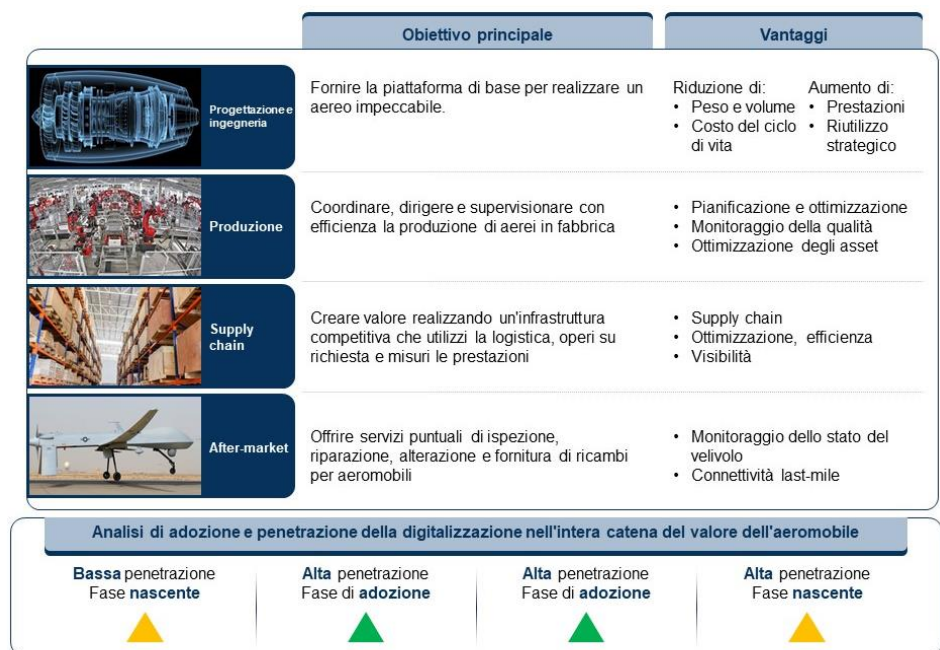 Obiettivo principale
Vantaggi
Progettazione e
ingegneria
Fornire la piattaforma di base per realizzare un
aereo impeccabile.
Riduzione di:
• Peso e volume
• Costo del ciclo
di vita
Aumento di:
• Prestazioni
• Riutilizzo
strategico
Produzione
Coordinare, dirigere e supervisionare con
efficienza la produzione di aerei in fabbrica
• Pianificazione e ottimizzazione
• Monitoraggio della qualità
• Ottimizzazione degli asset
Supply
chain
Creare valore realizzando un'infrastruttura
competitiva che utilizzi la logistica, operi su
richiesta e misuri le prestazioni
• Supply chain
• Ottimizzazione, efficienza
• Visibilità
After-market
Offrire servizi puntuali di ispezione,
riparazione, alterazione e fornitura di ricambi
per aeromobili
• Monitoraggio dello stato del
velivolo
• Connettività last-mile
Analisi di adozione e penetrazione della digitalizzazione nell'intera catena del valore dell'aeromobile
Bassa penetrazione
Fase nascente
Alta penetrazione
Fase di adozione
Alta penetrazione
Fase di adozione
Alta penetrazione
Fase nascente